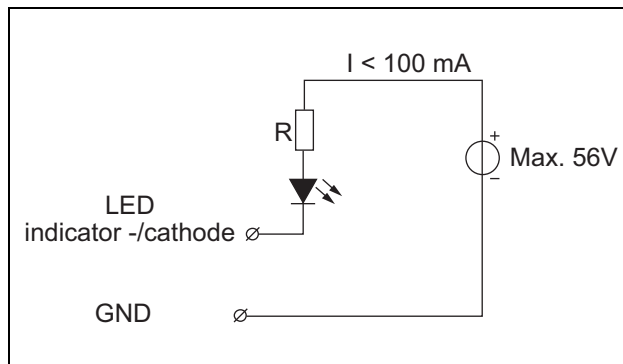 I < 100 mA
R
+
Max. 56V
–
LED
indicator -/cathode
GND